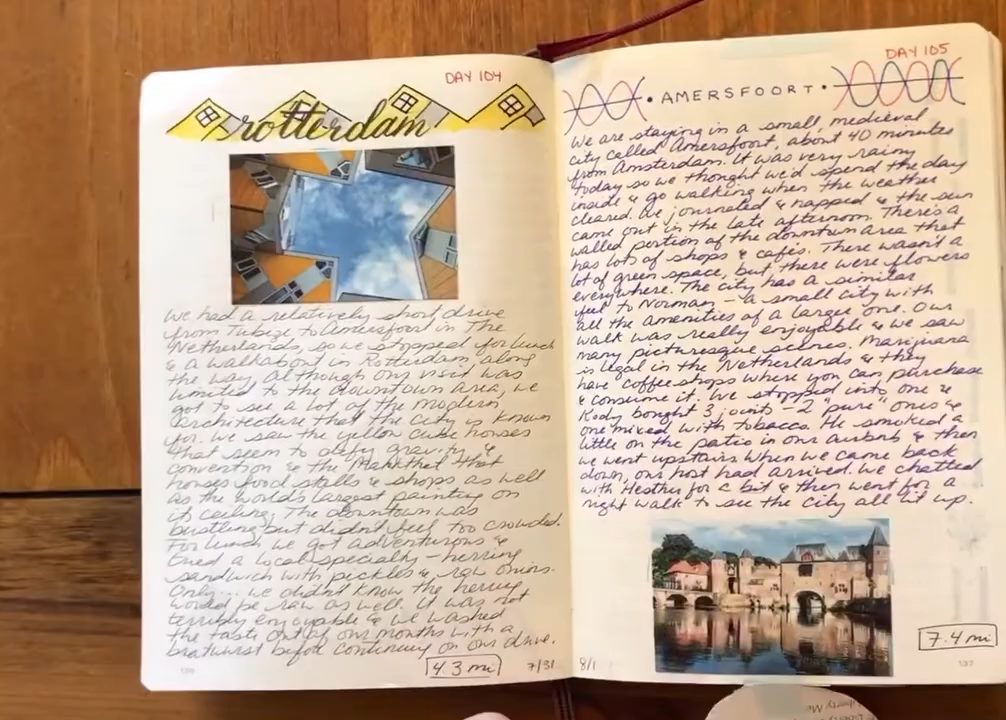 DAY 104
rotterdam
We had a relatively short drive
from Tubize to Amersfoort in The
Netherlands, so we stopped for lunch
& a walkabout in Rotterdam along
the way. Although our visit was
limited to the downtown area, we
got to see a lot of the modern
architecture that the city is known
for. We saw the yellow cube houses
that seem to defy gravity &
convention & the Markthal that
houses food stalls & shops as well
as the world's largest painting on
its ceiling. The downtown was
bustling but didn't feel too crowded.
For lunch we got adventurous &
tried a local specialty - herring
sandwich with pickles & raw onions.
Only... we didn't know the herring
would be raw as well. It was not
terribly enjoyable & we washed
the taste out of our mouths with a
bratwurst before continuing on our drive.
4.3 mi
7/31
DAY 105
• AMERSFOORT •
We are staying in a small, medieval
city called Amersfoort, about 40 minutes
from Amsterdam. It was very rainy
today so we thought we'd spend the day
inside & go walking when the weather
cleared. We journaled & napped & the sun
came out in the late afternoon. There's a
walled portion of the downtown area that
has lots of shops & cafés. There wasn't a
lot of green space, but there were flowers
everywhere. The city has a similar
feel to Norman - a small city with
all the amenities of a larger one. Our
walk was really enjoyable & we saw
many picturesque scenes. Marijuana
is legal in the Netherlands & they
have coffeeshops where you can purchase
& consume it. We stopped into one &
Kody bought 3 joints - 2 "pure" ones &
one mixed with tobacco. He smoked a
little on the patio in our Airbnb & then
we went upstairs. When we came back
down, our host had arrived. We chatted
with Hesther for a bit & then went for a
night walk to see the city all lit up.
8/1
7.4 mi
137